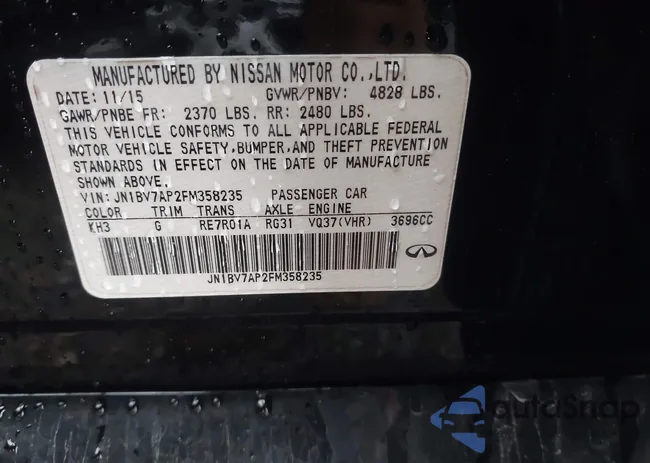 MANUFACTURED BY NISSAN MOTOR CO.,LTD.
DATE: 11/15 GVWR/PNBV: 4828 LBS.
GAWR/PNBE FR: 2370 LBS. RR: 2480 LBS.
THIS VEHICLE CONFORMS TO ALL APPLICABLE FEDERAL
MOTOR VEHICLE SAFETY,BUMPER,AND THEFT PREVENTION
STANDARDS IN EFFECT ON THE DATE OF MANUFACTURE
SHOWN ABOVE.
VIN: JN1BV7AP2FM358235 PASSENGER CAR
COLOR TRIM TRANS AXLE ENGINE
KH3 G RE7R01A RG31 VQ37(VHR) 3696CC
JN1BV7AP2FM358235
autoSnap